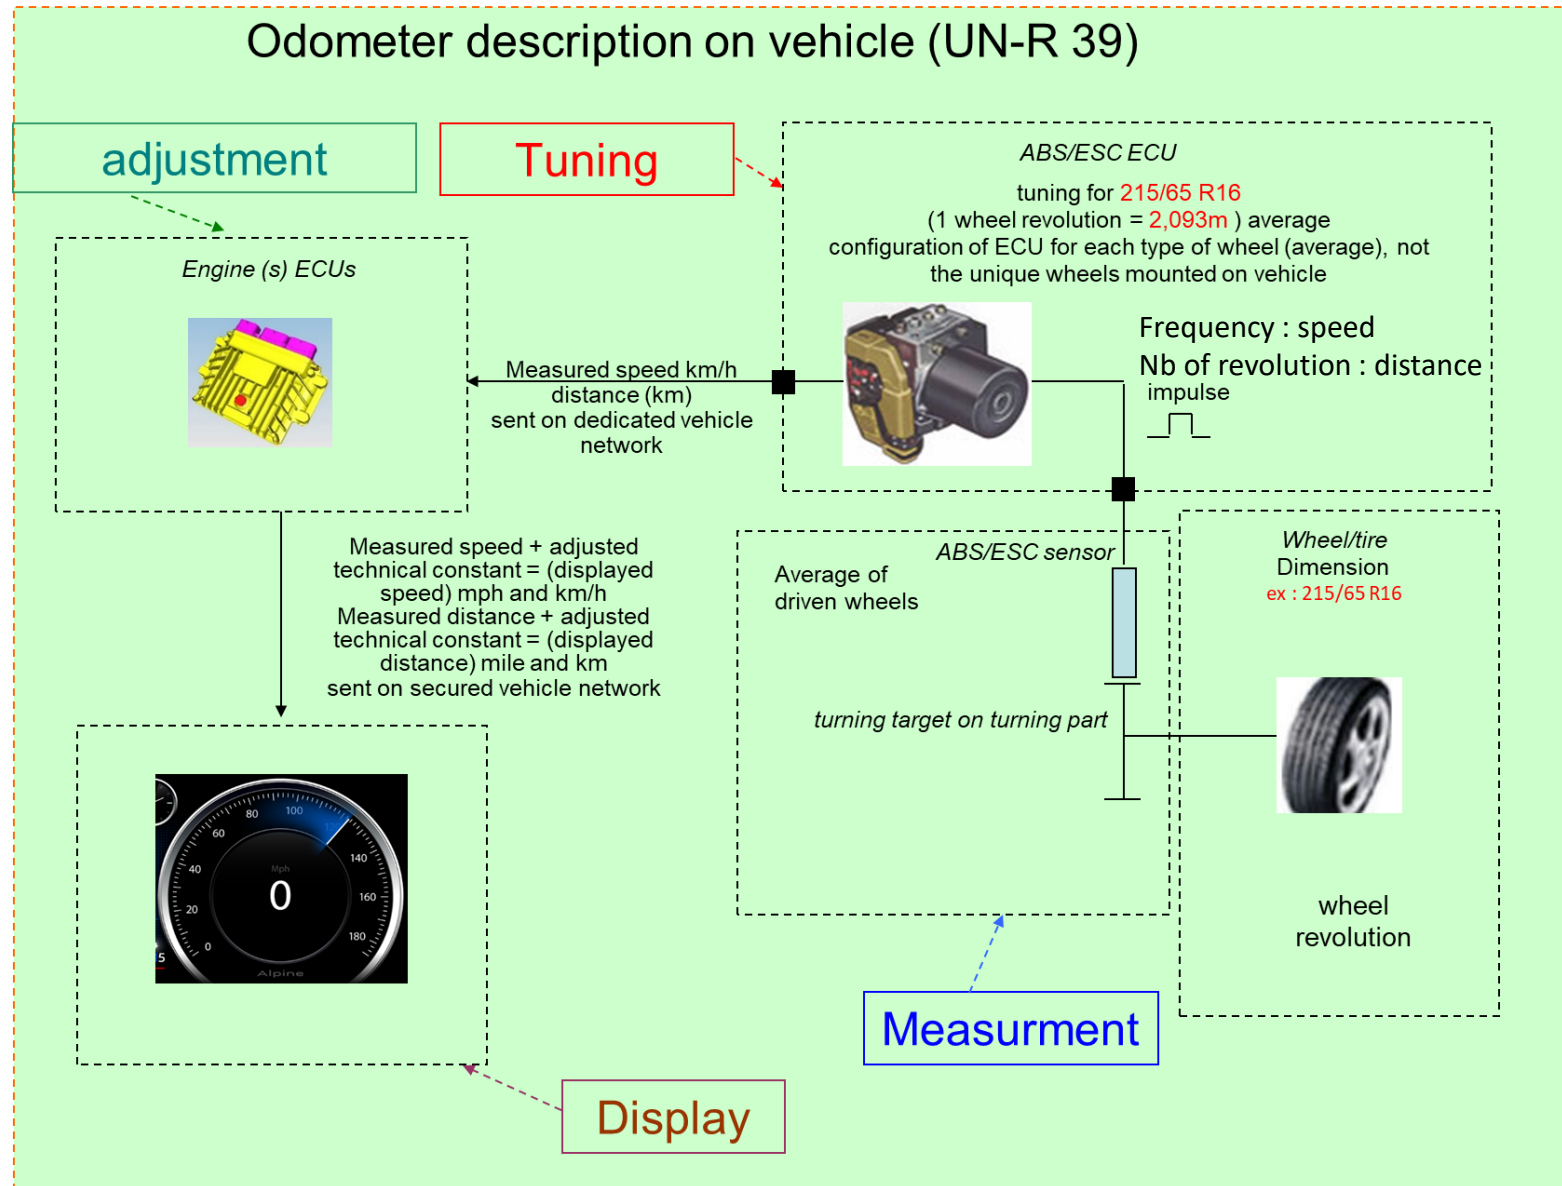 Odometer description on vehicle (UN-R 39)
adjustment
Tuning
ABS/ESC ECU
tuning for 215/65 R16
(1 wheel revolution = 2,093m ) average
configuration of ECU for each type of wheel (average), not
the unique wheels mounted on vehicle
Engine (s) ECUs
Frequency : speed
Nb of revolution : distance
impulse
Measured speed km/h
distance (km)
sent on dedicated vehicle
network
Measured speed + adjusted
technical constant = (displayed
speed) mph and km/h
Measured distance + adjusted
technical constant = (displayed
distance) mile and km
sent on secured vehicle network
ABS/ESC sensor
Average of
driven wheels
turning target on turning part
Wheel/tire
Dimension
ex : 215/65 R16
wheel
revolution
0
20
40
60
80
100
120
140
160
180
Mph
0
Alpine
5
Measurment
Display